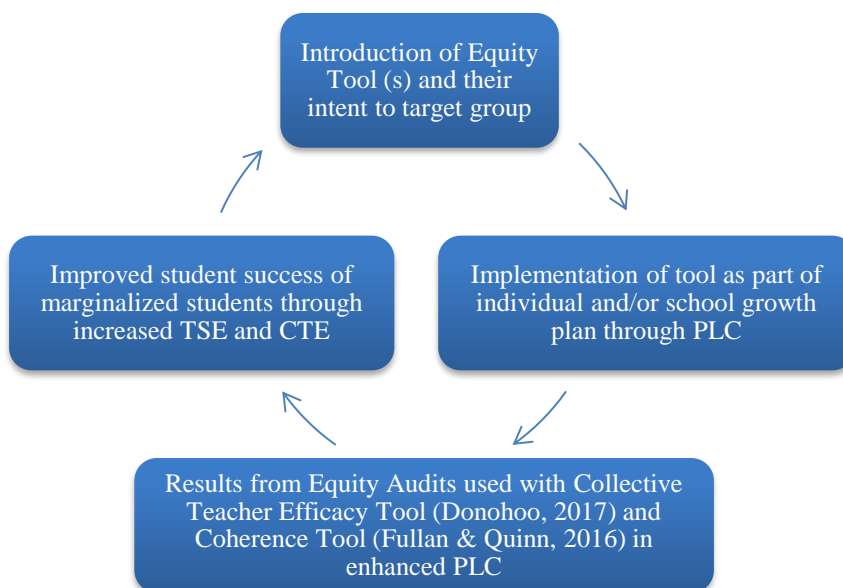 Introduction of Equity
Tool (s) and their
intent to target group
Implementation of tool as part of
individual and/or school growth
plan through PLC
Results from Equity Audits used with Collective
Teacher Efficacy Tool (Donohoo, 2017) and
Coherence Tool (Fullan & Quinn, 2016) in
enhanced PLC
Improved student success of
marginalized students through
increased TSE and CTE